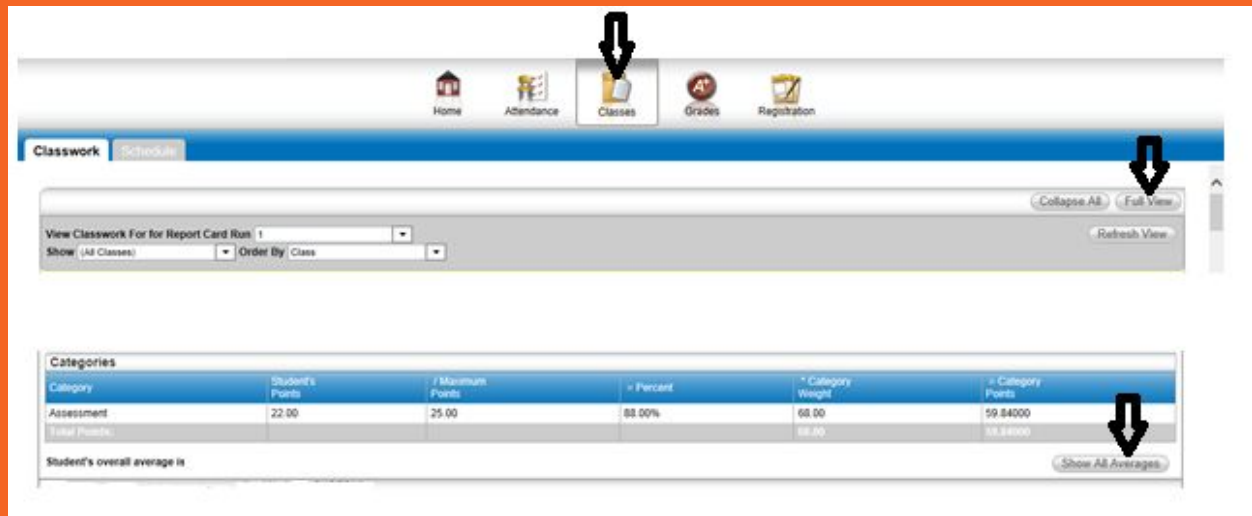 Home Attendance Classes Grades Registration
Classwork Schedule
Collapse All Full View
View Classwork For for Report Card Run 1
Refresh View
Show (All Classes) Order By Class
Categories
Category Student's Points / Maximum Points = Percent * Category Weight = Category Points
Assessment 22.00 25.00 88.00% 68.00 59.84000
Total Points: 68.00 59.84000
Student's overall average is
Show All Averages